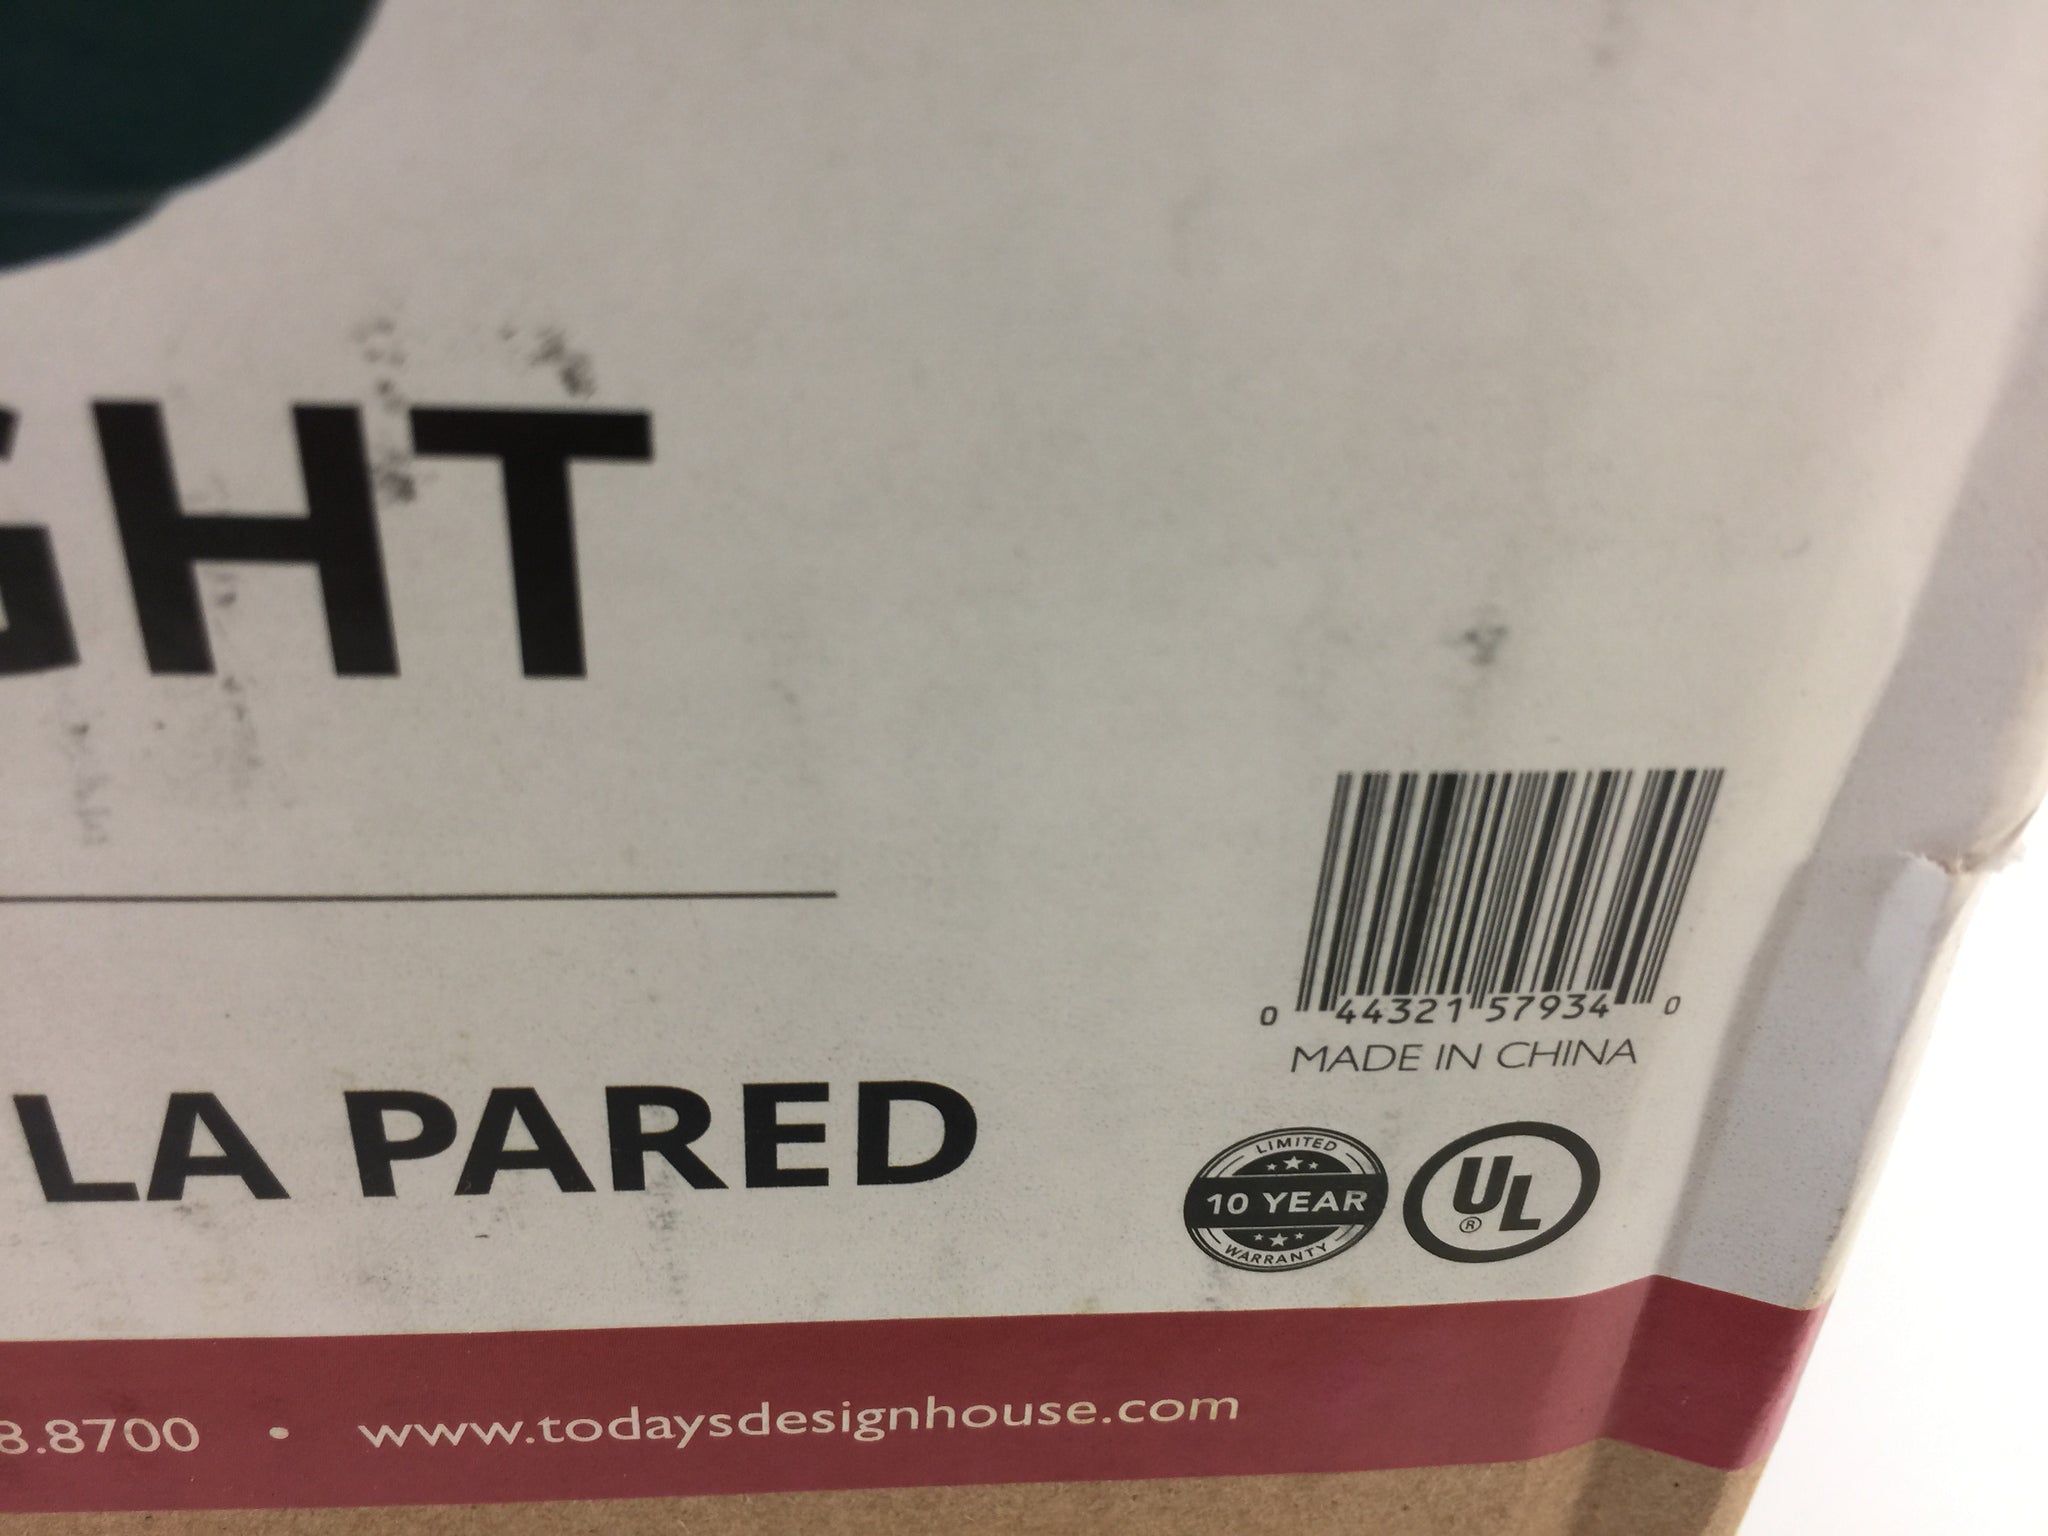 GHT
0 44321 57934 0
MADE IN CHINA
LA PARED
LIMITED
10 YEAR
WARRANTY
UL
®
8.8700 • www.todaysdesignhouse.com